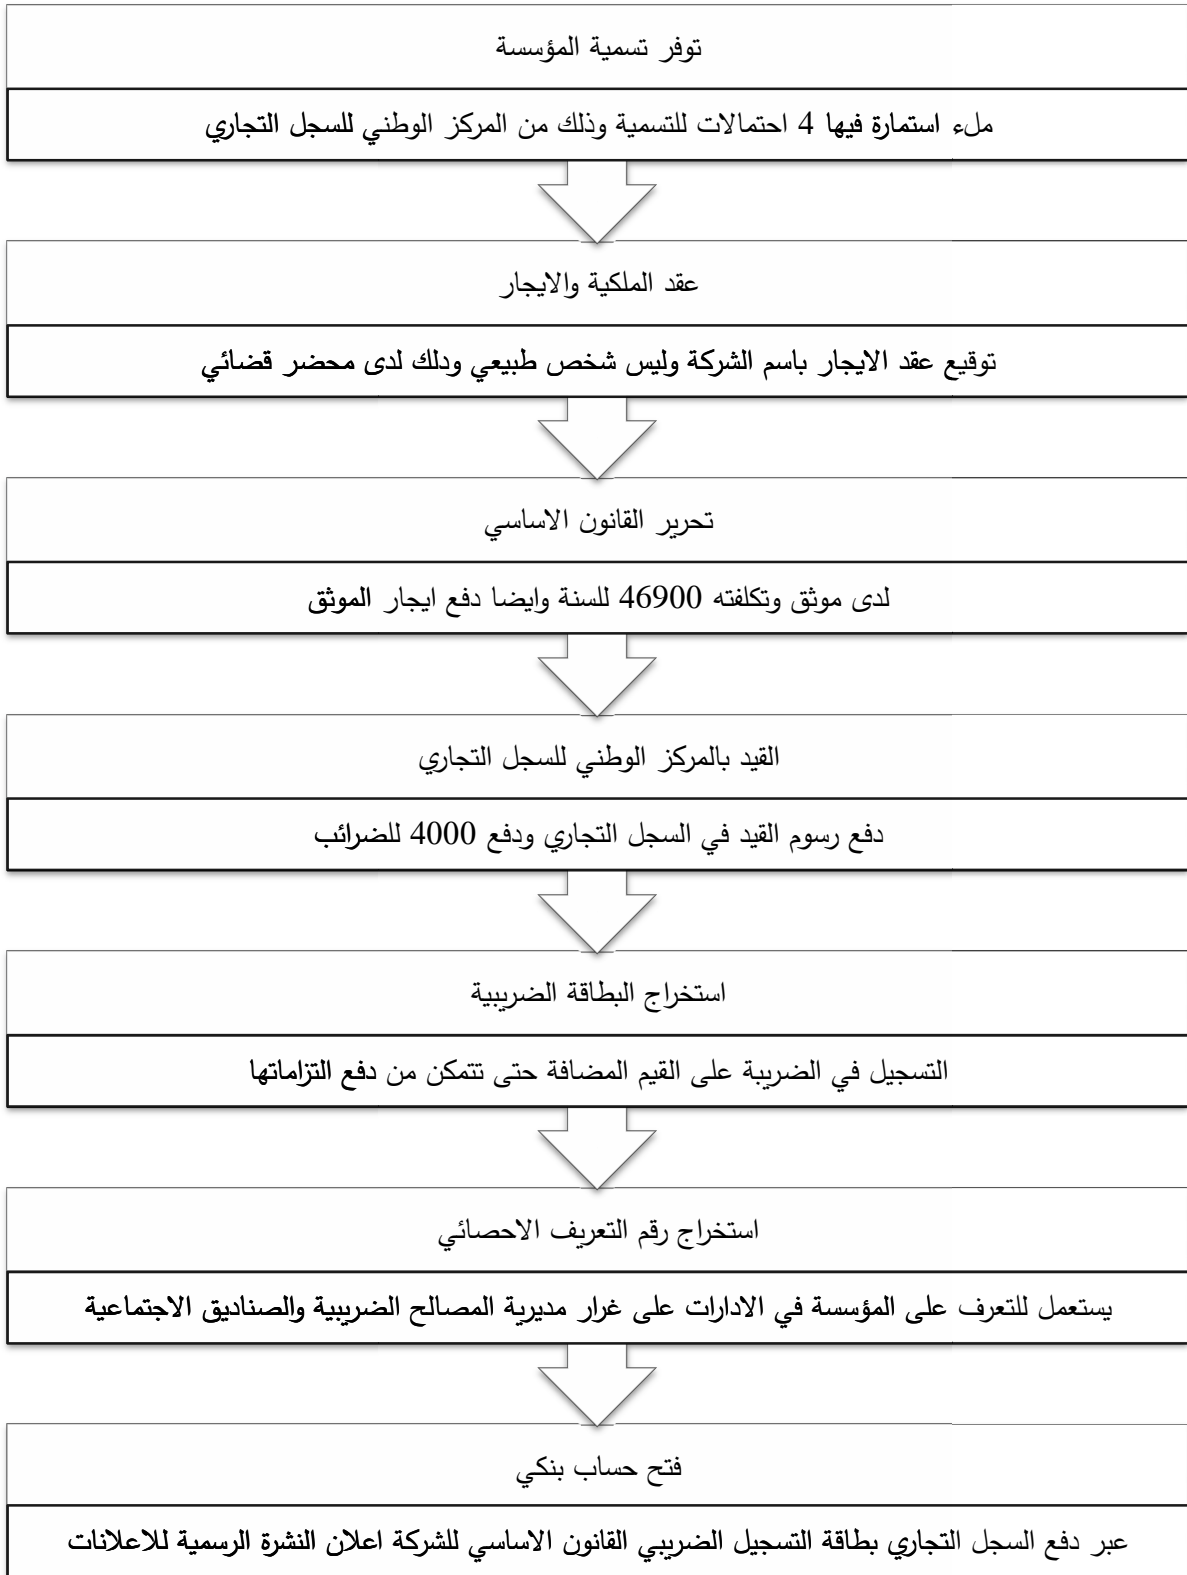 توفر تسمية المؤسسة
ملء استمارة فيها 4 احتمالات للتسمية وذلك من المركز الوطني للسجل التجاري
عقد الملكية والايجار
توقيع عقد الايجار باسم الشركة وليس شخص طبيعي ودلك لدى محضر قضائي
تحرير القانون الاساسي
لدى موثق وتكلفته 46900 للسنة وايضا دفع ايجار الموثق
القيد بالمركز الوطني للسجل التجاري
دفع رسوم القيد في السجل التجاري ودفع 4000 للضرائب
استخراج البطاقة الضريبية
التسجيل في الضريبة على القيم المضافة حتى تتمكن من دفع التزاماتها
استخراج رقم التعريف الاحصائي
يستعمل للتعرف على المؤسسة في الادارات على غرار مديرية المصالح الضريبية والصناديق الاجتماعية
فتح حساب بنكي
عبر دفع السجل التجاري بطاقة التسجيل الضريبي القانون الاساسي للشركة اعلان النشرة الرسمية للاعلانات